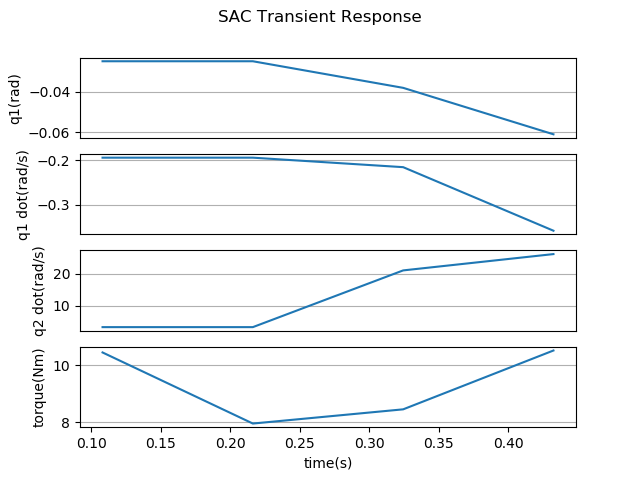 SAC Transient Response
q1(rad)
−0.04
−0.06
q1 dot(rad/s)
−0.2
−0.3
q2 dot(rad/s)
20
10
torque(Nm)
10
8
0.10 0.15 0.20 0.25 0.30 0.35 0.40
time(s)